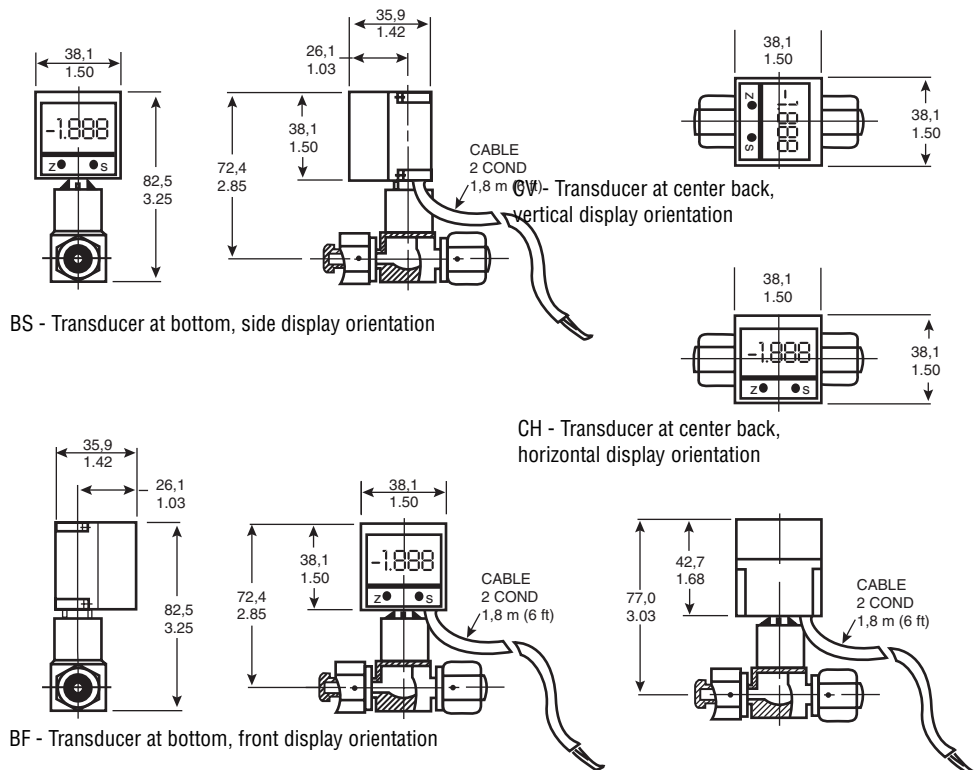 38,1
1.50
-1.888
Z S
82,5
3.25
35,9
1.42
26,1
1.03
72,4
2.85
38,1
1.50
CABLE
2 COND
1,8 m (6 ft)
BS - Transducer at bottom, side display orientation
38,1
1.50
Z S
-1.888
38,1
1.50
CV - Transducer at center back,
vertical display orientation
38,1
1.50
-1.888
Z S
38,1
1.50
CH - Transducer at center back,
horizontal display orientation
35,9
1.42
26,1
1.03
82,5
3.25
38,1
1.50
72,4
2.85
38,1
1.50
-1.888
Z S
CABLE
2 COND
1,8 m (6 ft)
BF - Transducer at bottom, front display orientation
77,0
3.03
42,7
1.68
CABLE
2 COND
1,8 m (6 ft)